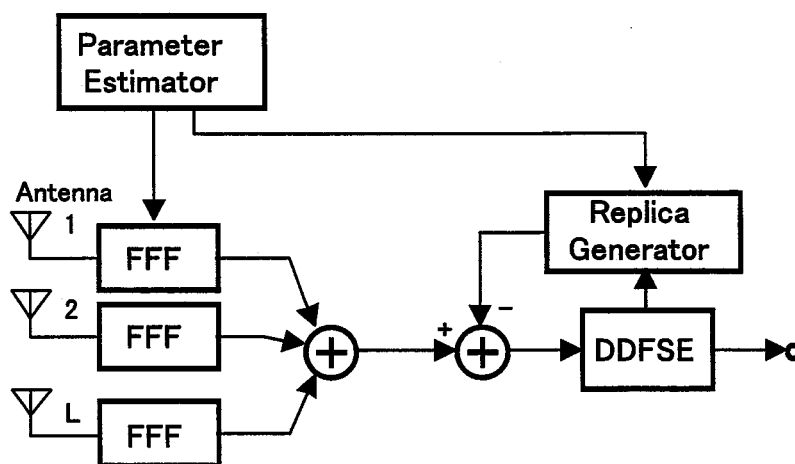 Parameter
Estimator
Antenna
1
FFF
2
FFF
L
FFF
+
+
-
+
Replica
Generator
DDFSE